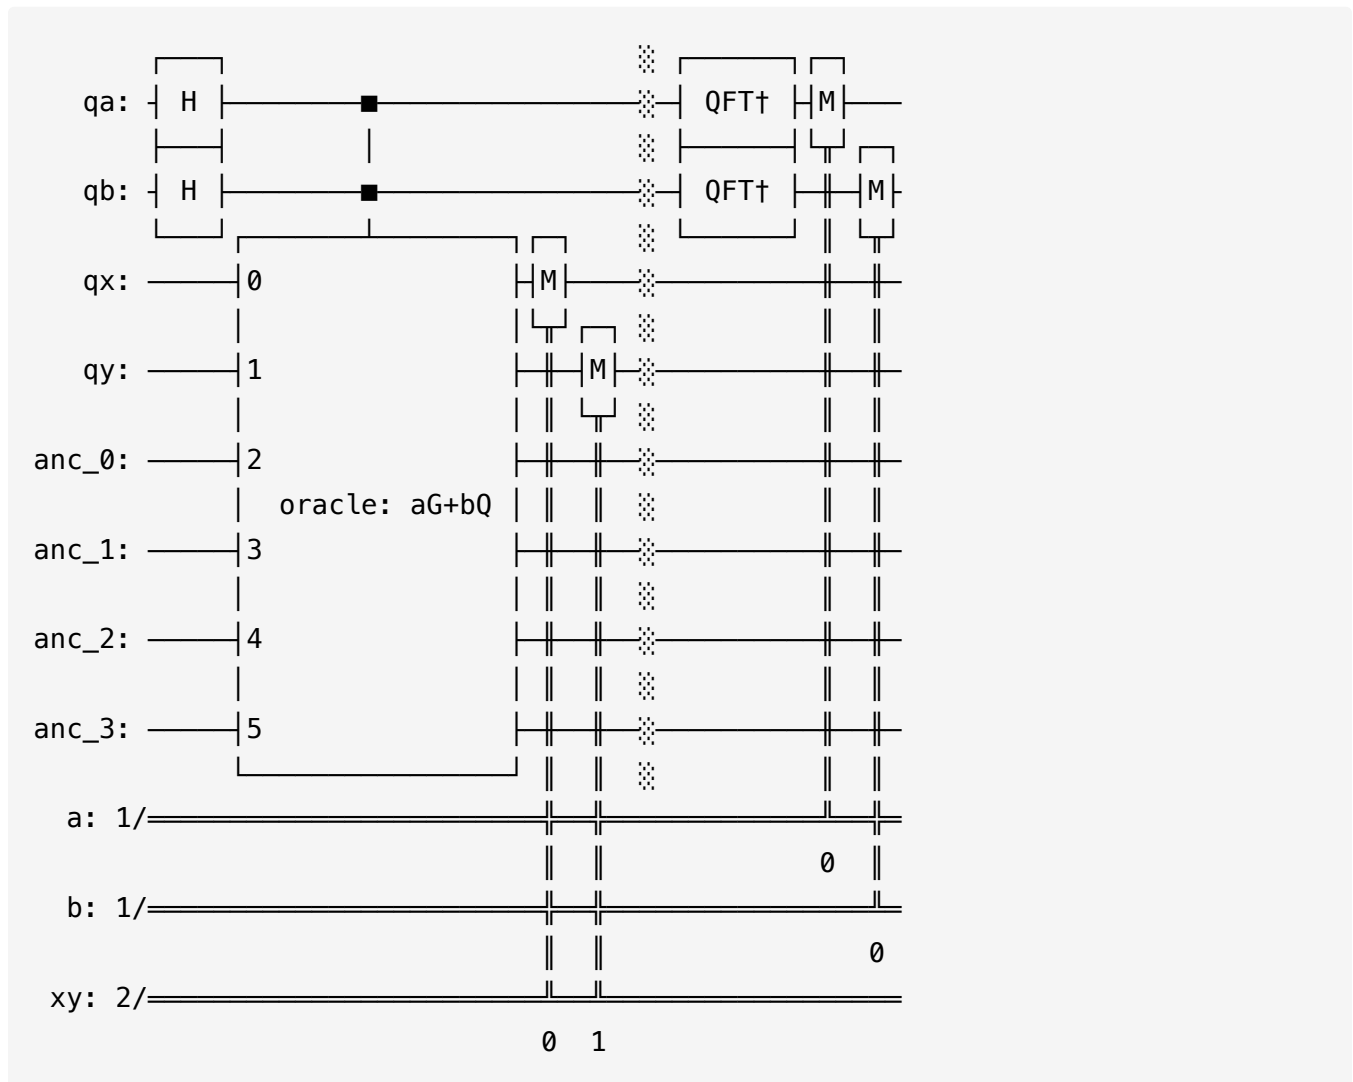 qa: H QFT† M
qb: H QFT† M
qx: 0 M
qy: 1 M
anc_0: 2
oracle: aG+bQ
anc_1: 3
anc_2: 4
anc_3: 5
a: 1/
0
b: 1/
0
xy: 2/
0 1